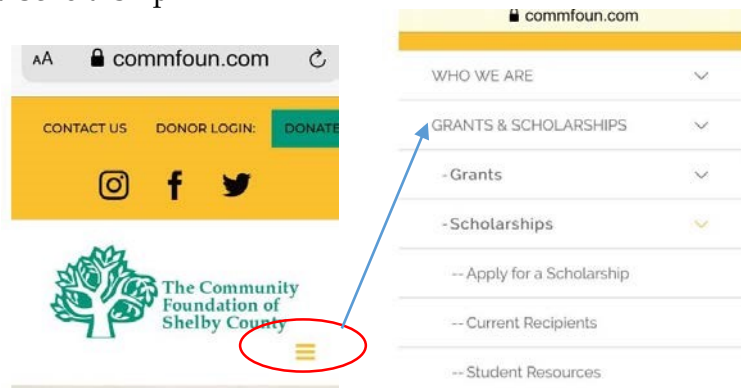 commfoun.com
AA commfoun.com
CONTACT US DONOR LOGIN: DONATE
The Community
Foundation of
Shelby County
WHO WE ARE
GRANTS & SCHOLARSHIPS
- Grants
- Scholarships
-- Apply for a Scholarship
-- Current Recipients
-- Student Resources